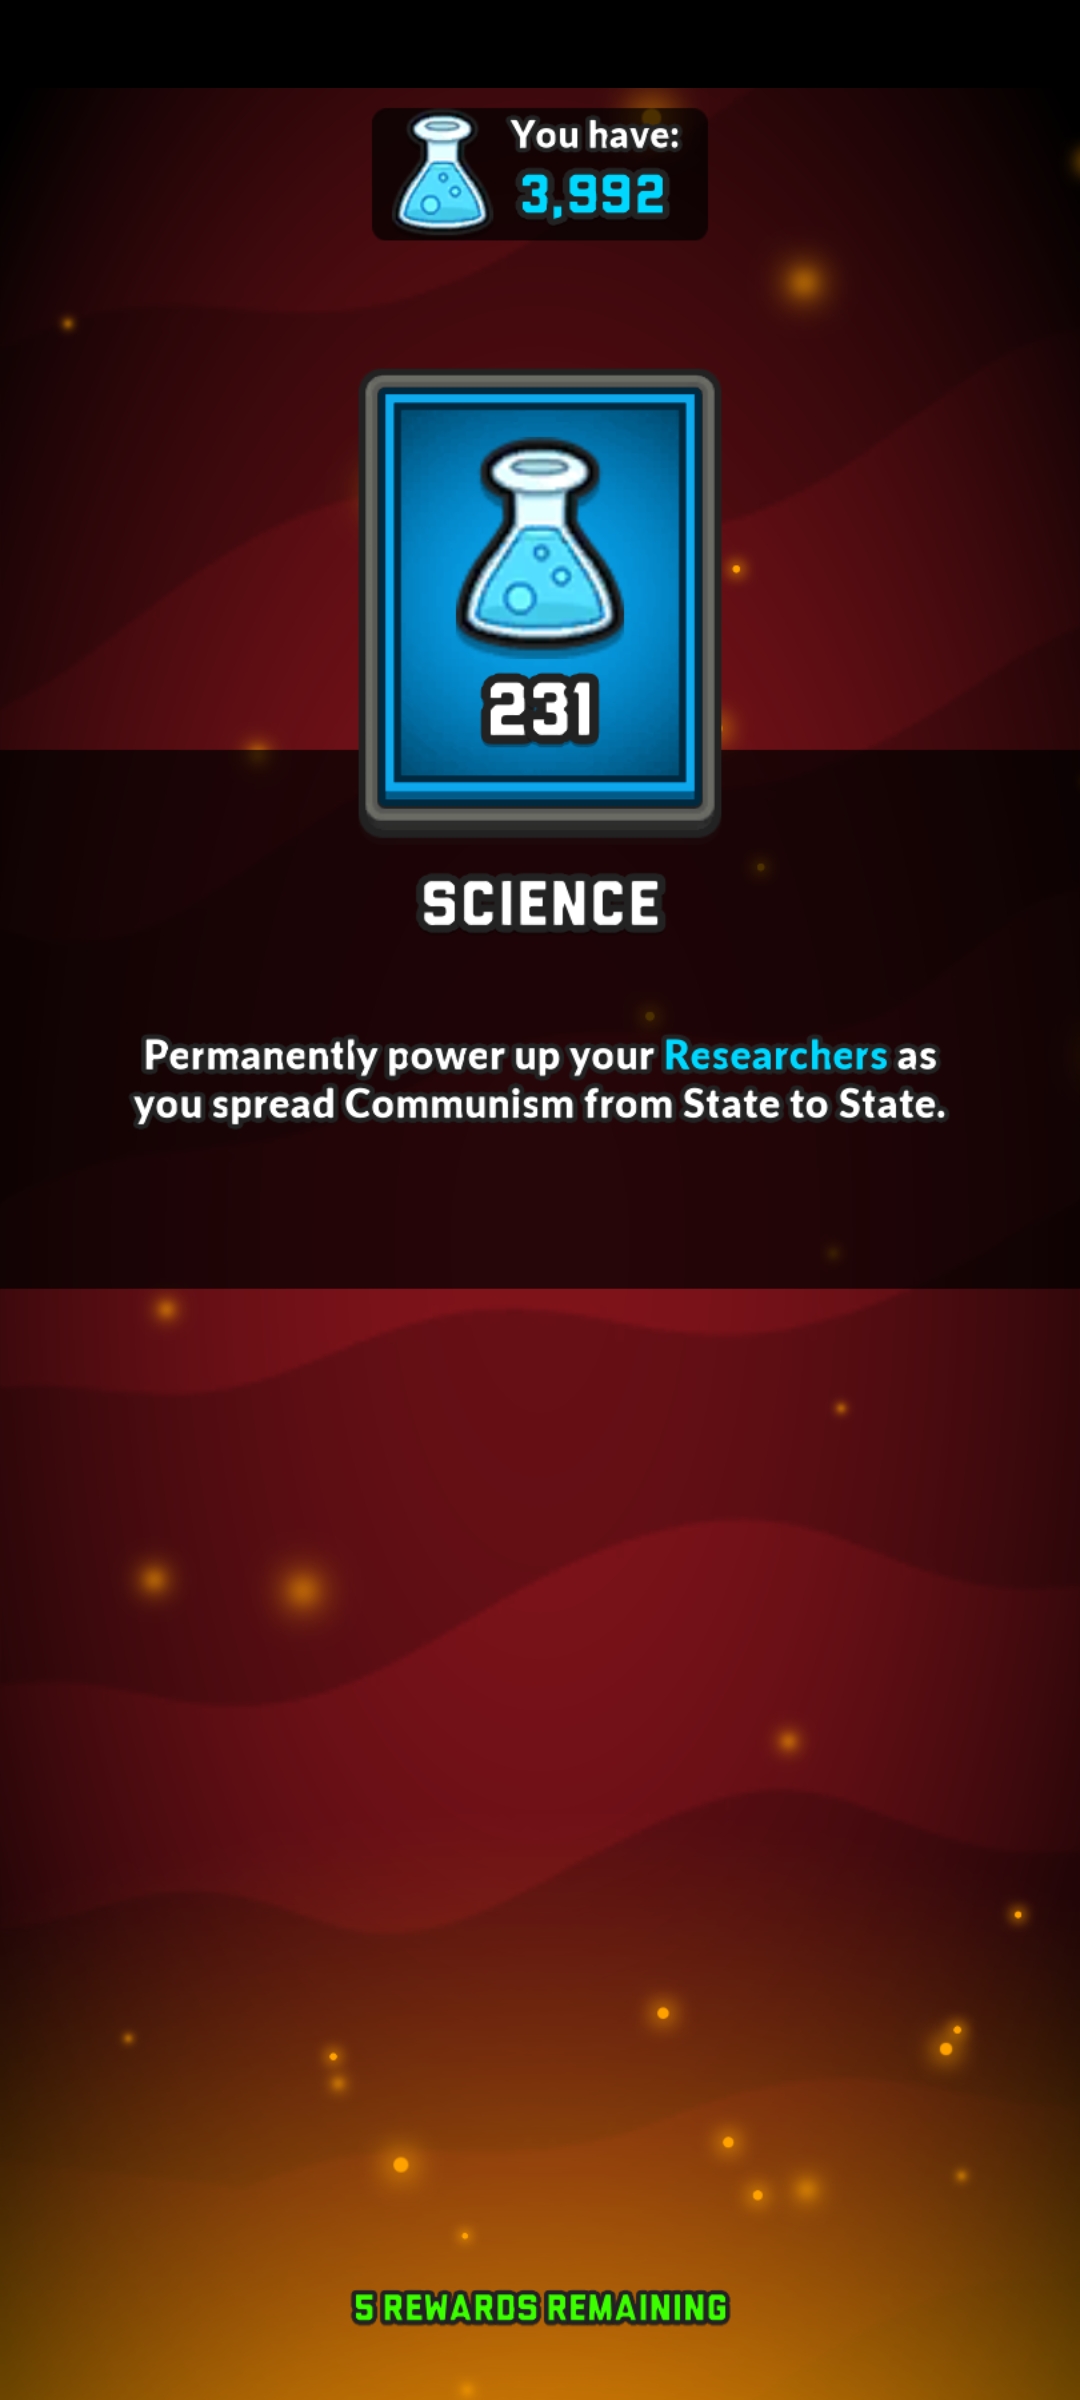 You have:
3,992
231
SCIENCE
Permanently power up your Researchers as
you spread Communism from State to State.
5 REWARDS REMAINING